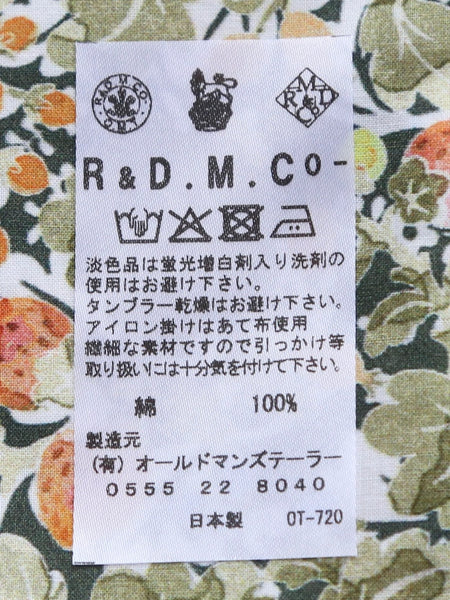 R&D.M.CO
O.M.T
R M D
& Co
R & D . M . Co -
淡色品は蛍光増白剤入り洗剤の
使用はお避け下さい。
タンブラー乾燥はお避け下さい。
アイロン掛けはあて布使用
繊細な素材ですので引っかけ等
取り扱いには十分気を付けて下さい。
綿 100%
製造元
(有) オールドマンズテーラー
0555 22 8040
日本製 OT-720